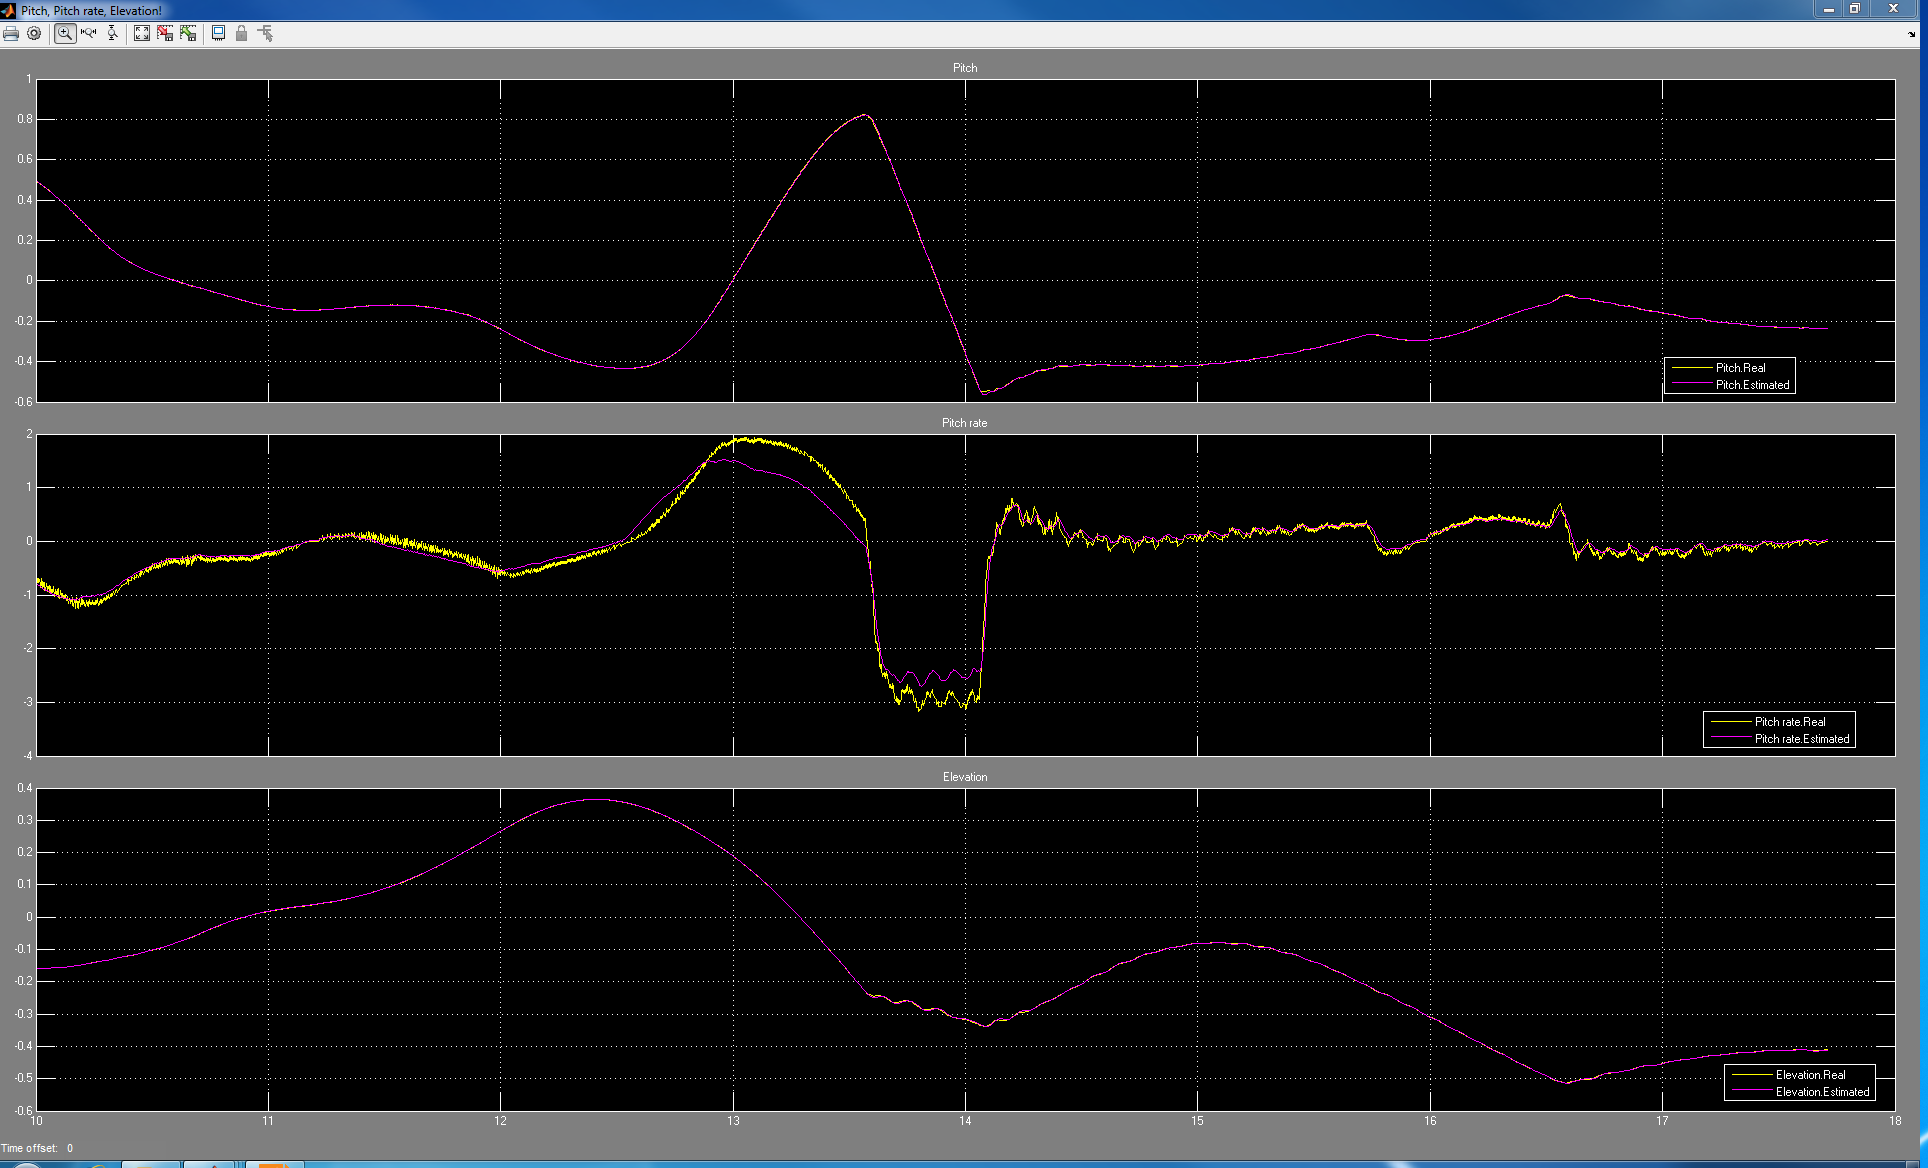 Pitch, Pitch rate, Elevation!
Pitch
1
0.8
0.6
0.4
0.2
0
-0.2
-0.4
-0.6
Pitch.Real
Pitch.Estimated
Pitch rate
2
1
0
-1
-2
-3
-4
Pitch rate.Real
Pitch rate.Estimated
Elevation
0.4
0.3
0.2
0.1
0
-0.1
-0.2
-0.3
-0.4
-0.5
-0.6
Elevation.Real
Elevation.Estimated
10 11 12 13 14 15 16 17 18
Time offset: 0